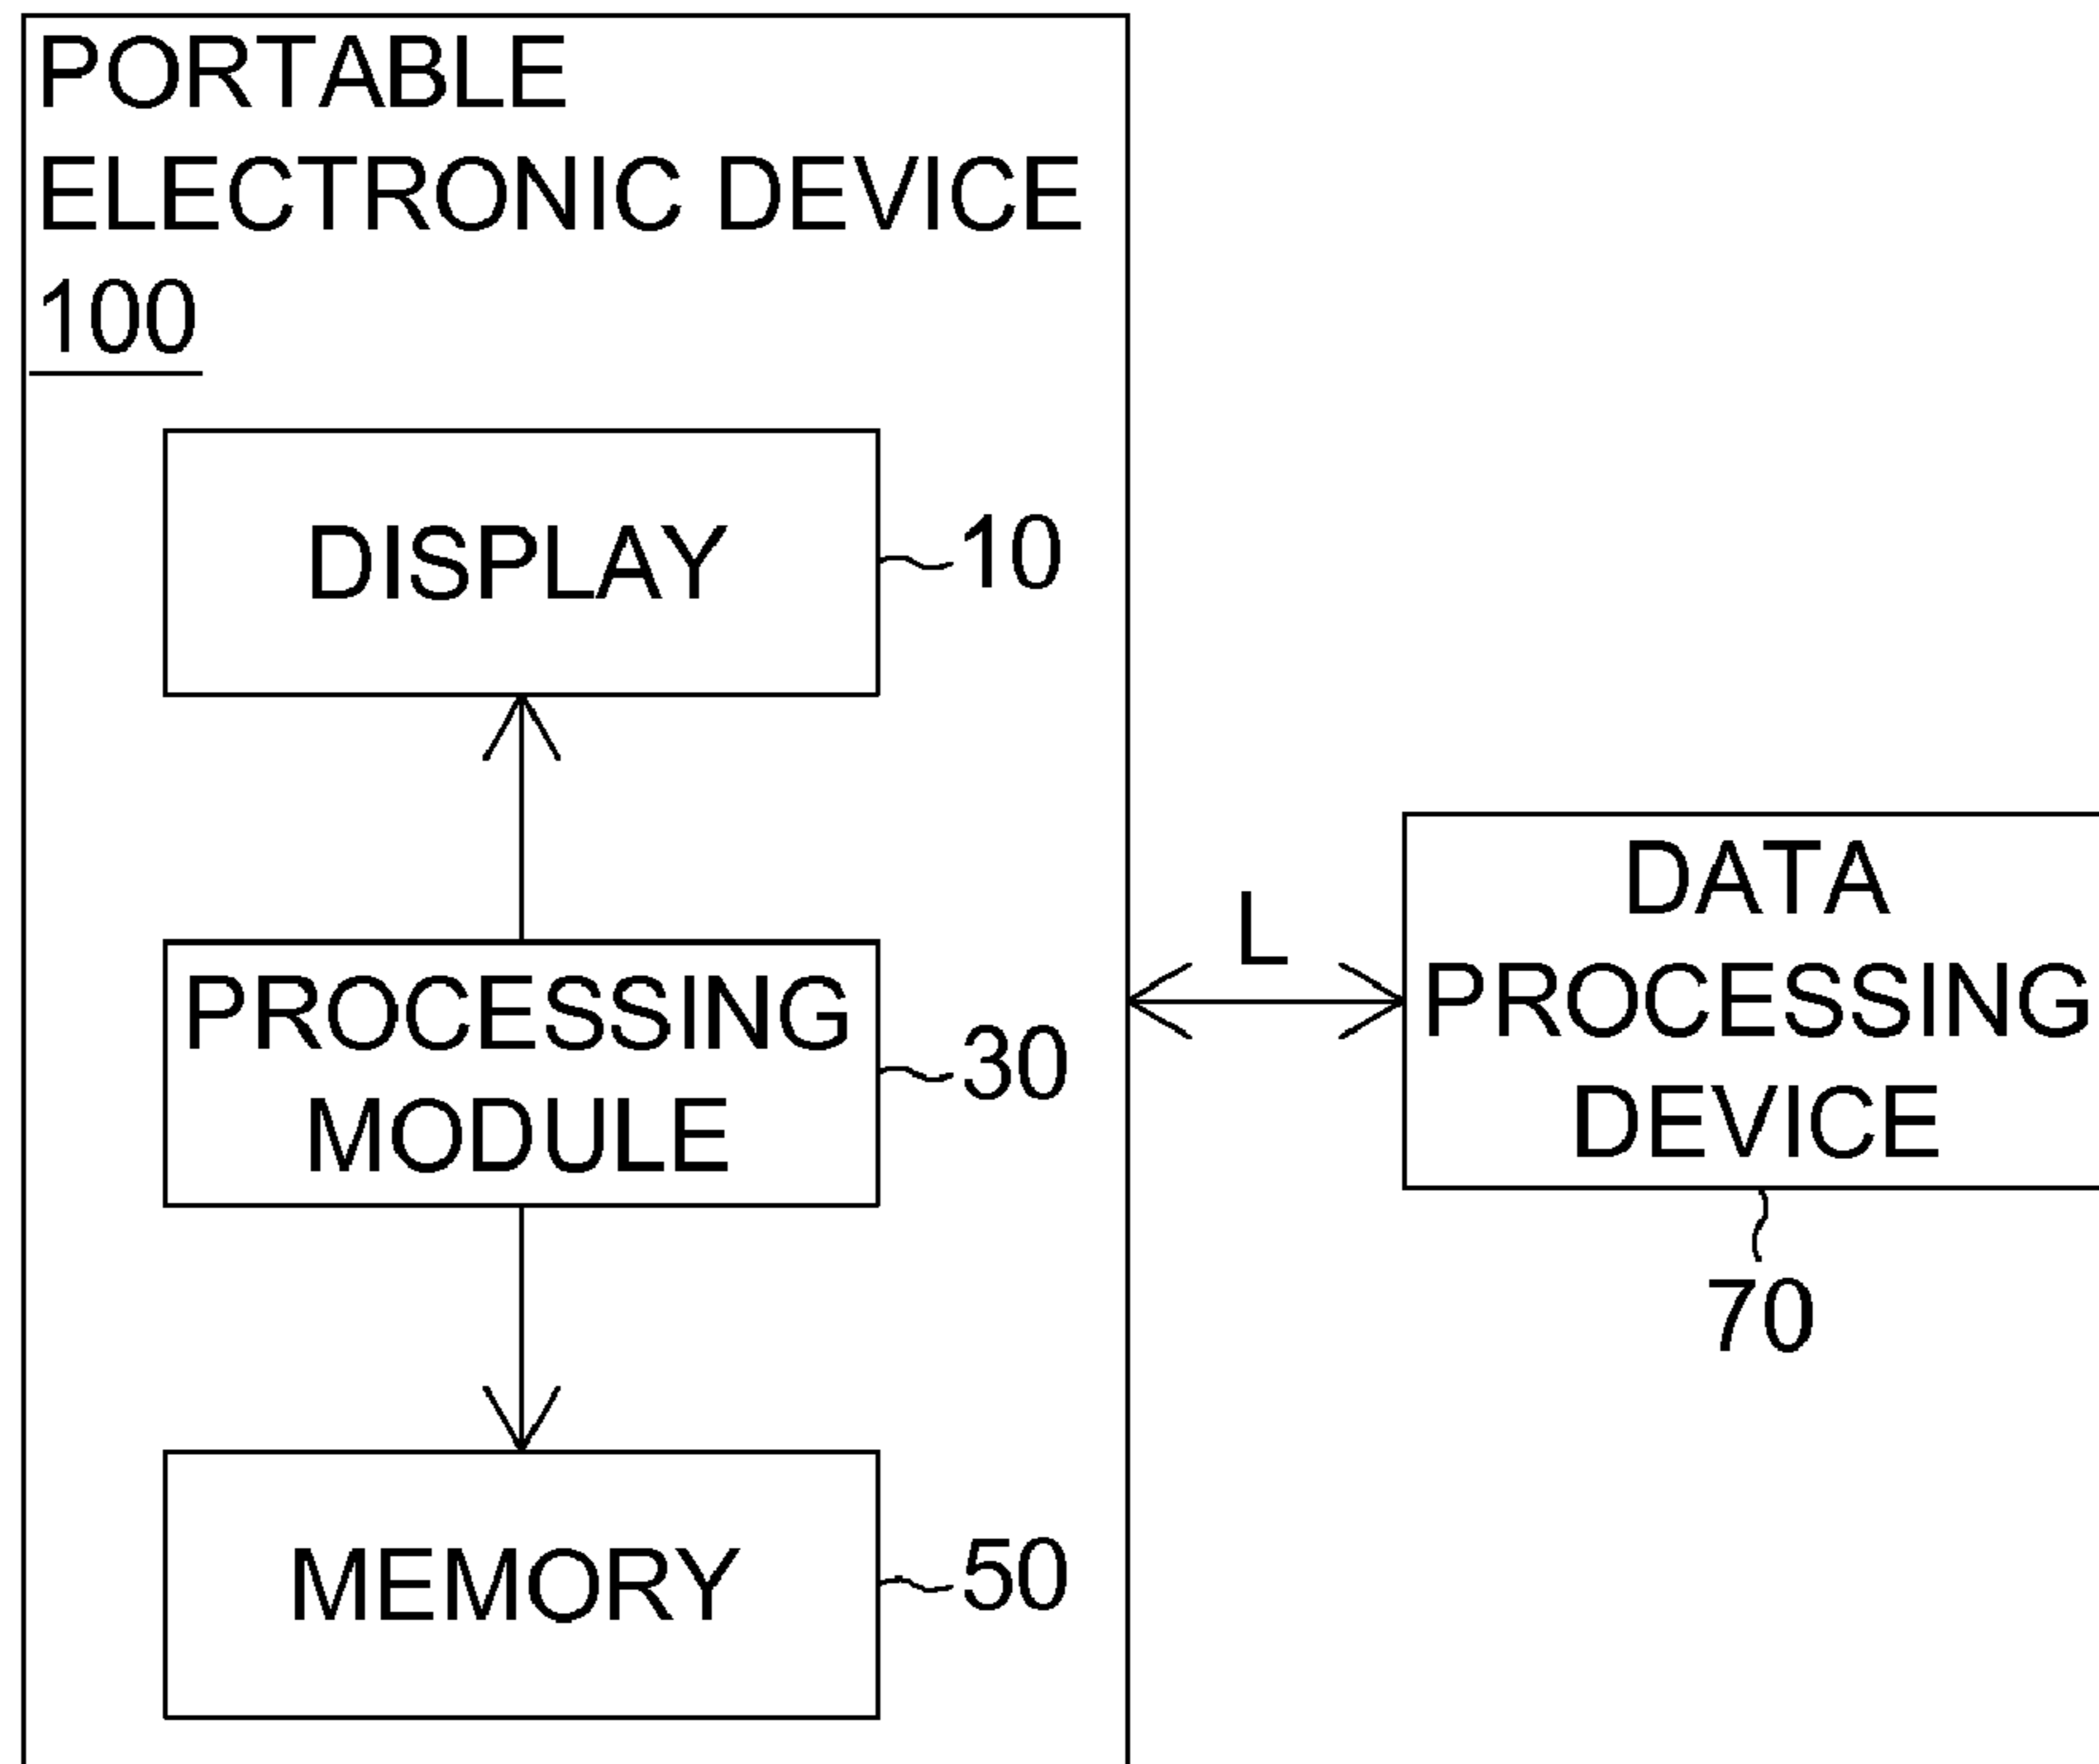 PORTABLE
ELECTRONIC DEVICE
100
DISPLAY
10
PROCESSING
MODULE
30
MEMORY
50
L
DATA
PROCESSING
DEVICE
70